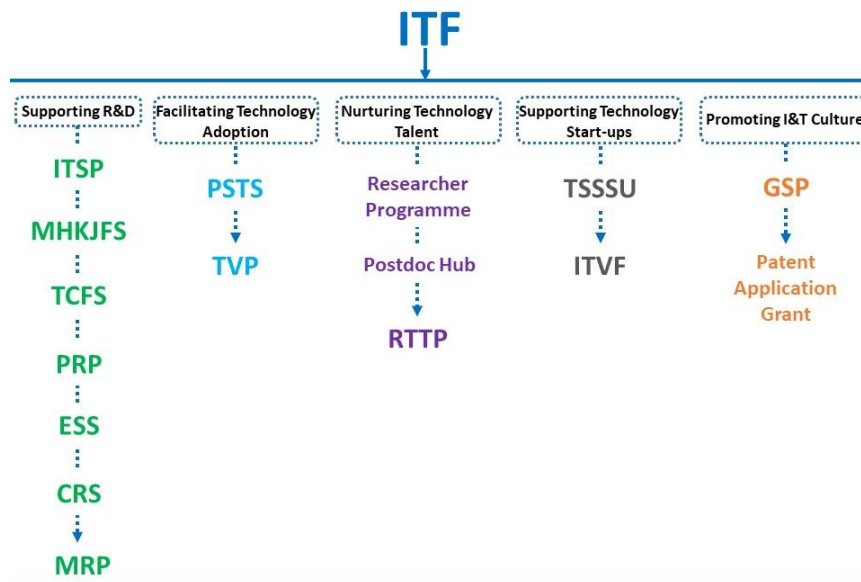 ITF
Supporting R&D
Facilitating Technology
Adoption
Nurturing Technology
Talent
Supporting Technology
Start-ups
Promoting I&T Culture
ITSP
MHKJFS
TCFS
PRP
ESS
CRS
MRP
PSTS
TVP
Researcher
Programme
Postdoc Hub
RTTP
TSSSU
ITVF
GSP
Patent
Application
Grant